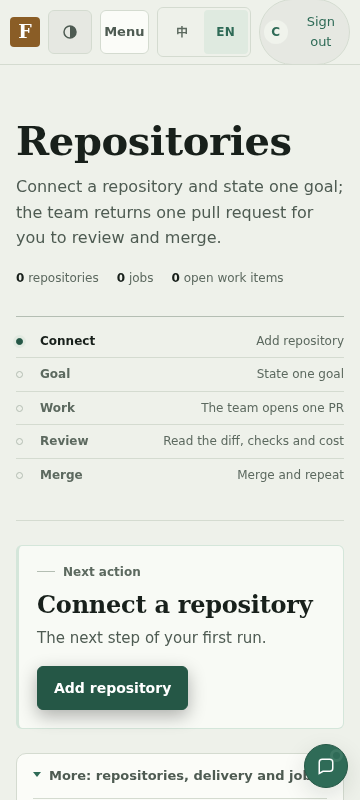 F
Menu
中
EN
C
Sign out
Repositories
Connect a repository and state one goal;
the team returns one pull request for
you to review and merge.
0 repositories 0 jobs 0 open work items
Connect Add repository
Goal State one goal
Work The team opens one PR
Review Read the diff, checks and cost
Merge Merge and repeat
Next action
Connect a repository
The next step of your first run.
Add repository
More: repositories, delivery and